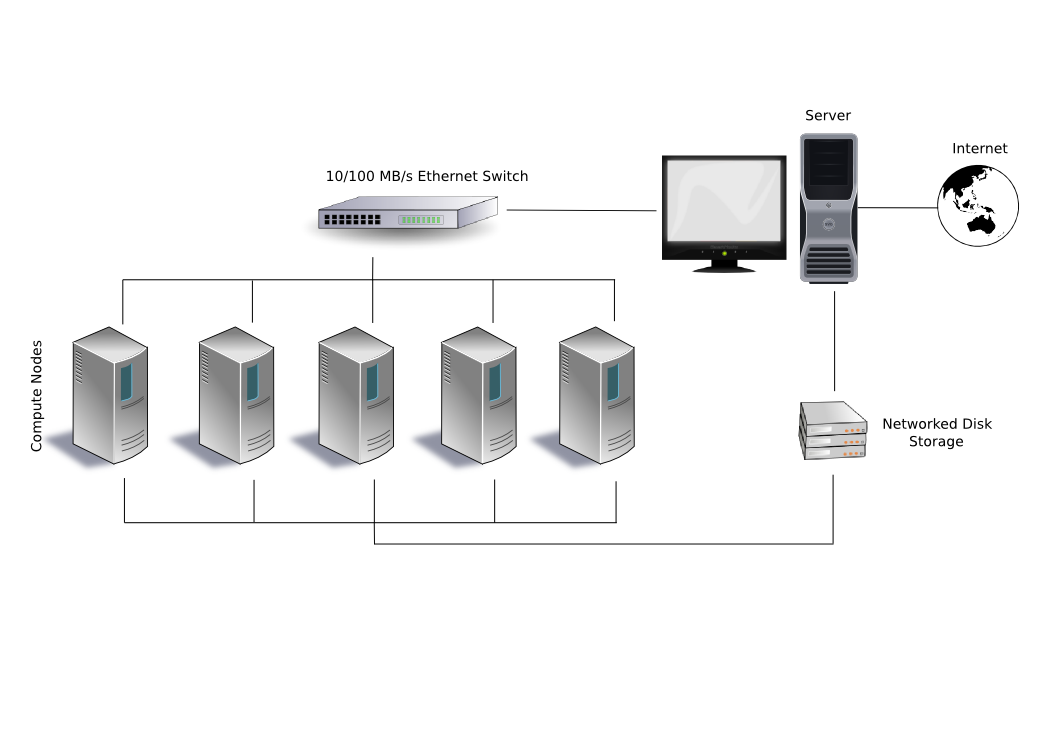 Server
Internet
10/100 MB/s Ethernet Switch
Compute Nodes
Networked Disk
Storage